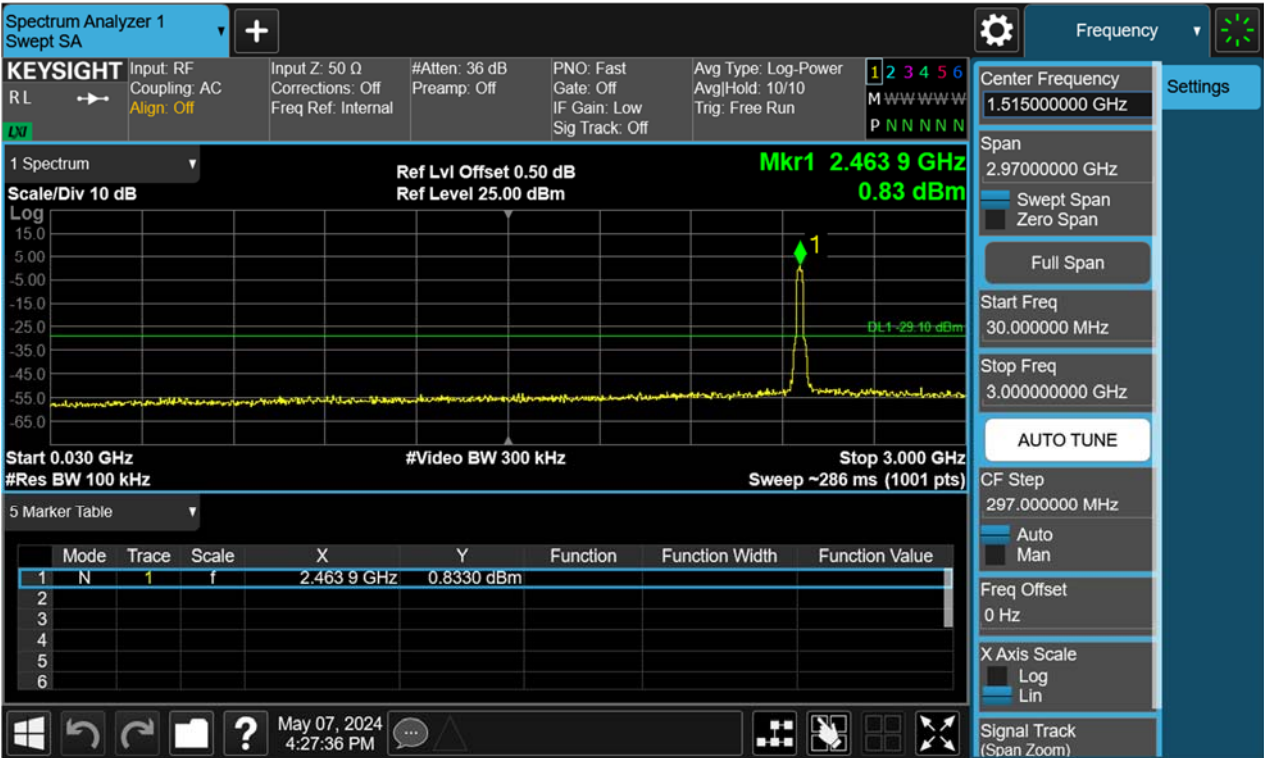 Spectrum Analyzer 1
Swept SA
+
Frequency
KEYSIGHT
RL
LXI
Input: RF
Coupling: AC
Align: Off
Input Z: 50 Ω
Corrections: Off
Freq Ref: Internal
#Atten: 36 dB
Preamp: Off
PNO: Fast
Gate: Off
IF Gain: Low
Sig Track: Off
Avg Type: Log-Power
Avg|Hold: 10/10
Trig: Free Run
1 2 3 4 5 6
M W W W W W
P N N N N N
Settings
1 Spectrum
Scale/Div 10 dB
Ref Lvl Offset 0.50 dB
Ref Level 25.00 dBm
Mkr1 2.463 9 GHz
0.83 dBm
Log
15.0
5.00
-5.00
-15.0
-25.0
-35.0
-45.0
-55.0
-65.0
1
DL1 -29.10 dBm
Start 0.030 GHz
#Res BW 100 kHz
#Video BW 300 kHz
Stop 3.000 GHz
Sweep ~286 ms (1001 pts)
5 Marker Table
Mode Trace Scale X Y Function Function Width Function Value
1 N 1 f 2.463 9 GHz 0.8330 dBm
2
3
4
5
6
Center Frequency
1.515000000 GHz
Span
2.97000000 GHz
Swept Span
Zero Span
Full Span
Start Freq
30.000000 MHz
Stop Freq
3.000000000 GHz
AUTO TUNE
CF Step
297.000000 MHz
Auto
Man
Freq Offset
0 Hz
X Axis Scale
Log
Lin
Signal Track
(Span Zoom)
?
May 07, 2024
4:27:36 PM